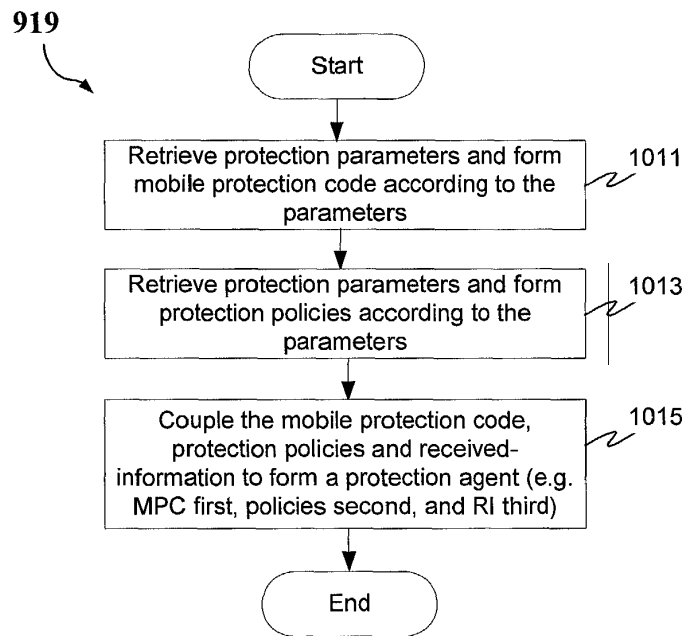 919
Start
Retrieve protection parameters and form
mobile protection code according to the
parameters
1011
Retrieve protection parameters and form
protection policies according to the
parameters
1013
Couple the mobile protection code,
protection policies and received-
information to form a protection agent (e.g.
MPC first, policies second, and RI third)
1015
End